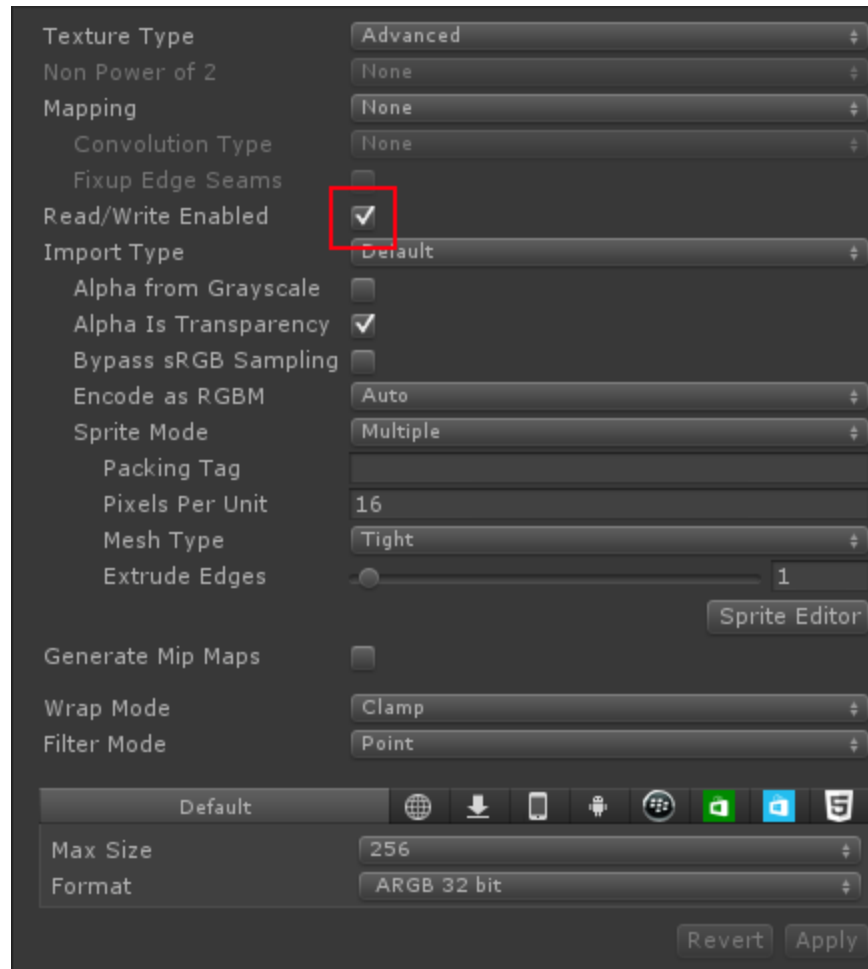 Texture Type Advanced
Non Power of 2 None
Mapping None
Convolution Type None
Fixup Edge Seams
Read/Write Enabled
Import Type Default
Alpha from Grayscale
Alpha Is Transparency
Bypass sRGB Sampling
Encode as RGBM Auto
Sprite Mode Multiple
Packing Tag
Pixels Per Unit 16
Mesh Type Tight
Extrude Edges 1
Sprite Editor
Generate Mip Maps
Wrap Mode Clamp
Filter Mode Point
Default
Max Size 256
Format ARGB 32 bit
Revert Apply